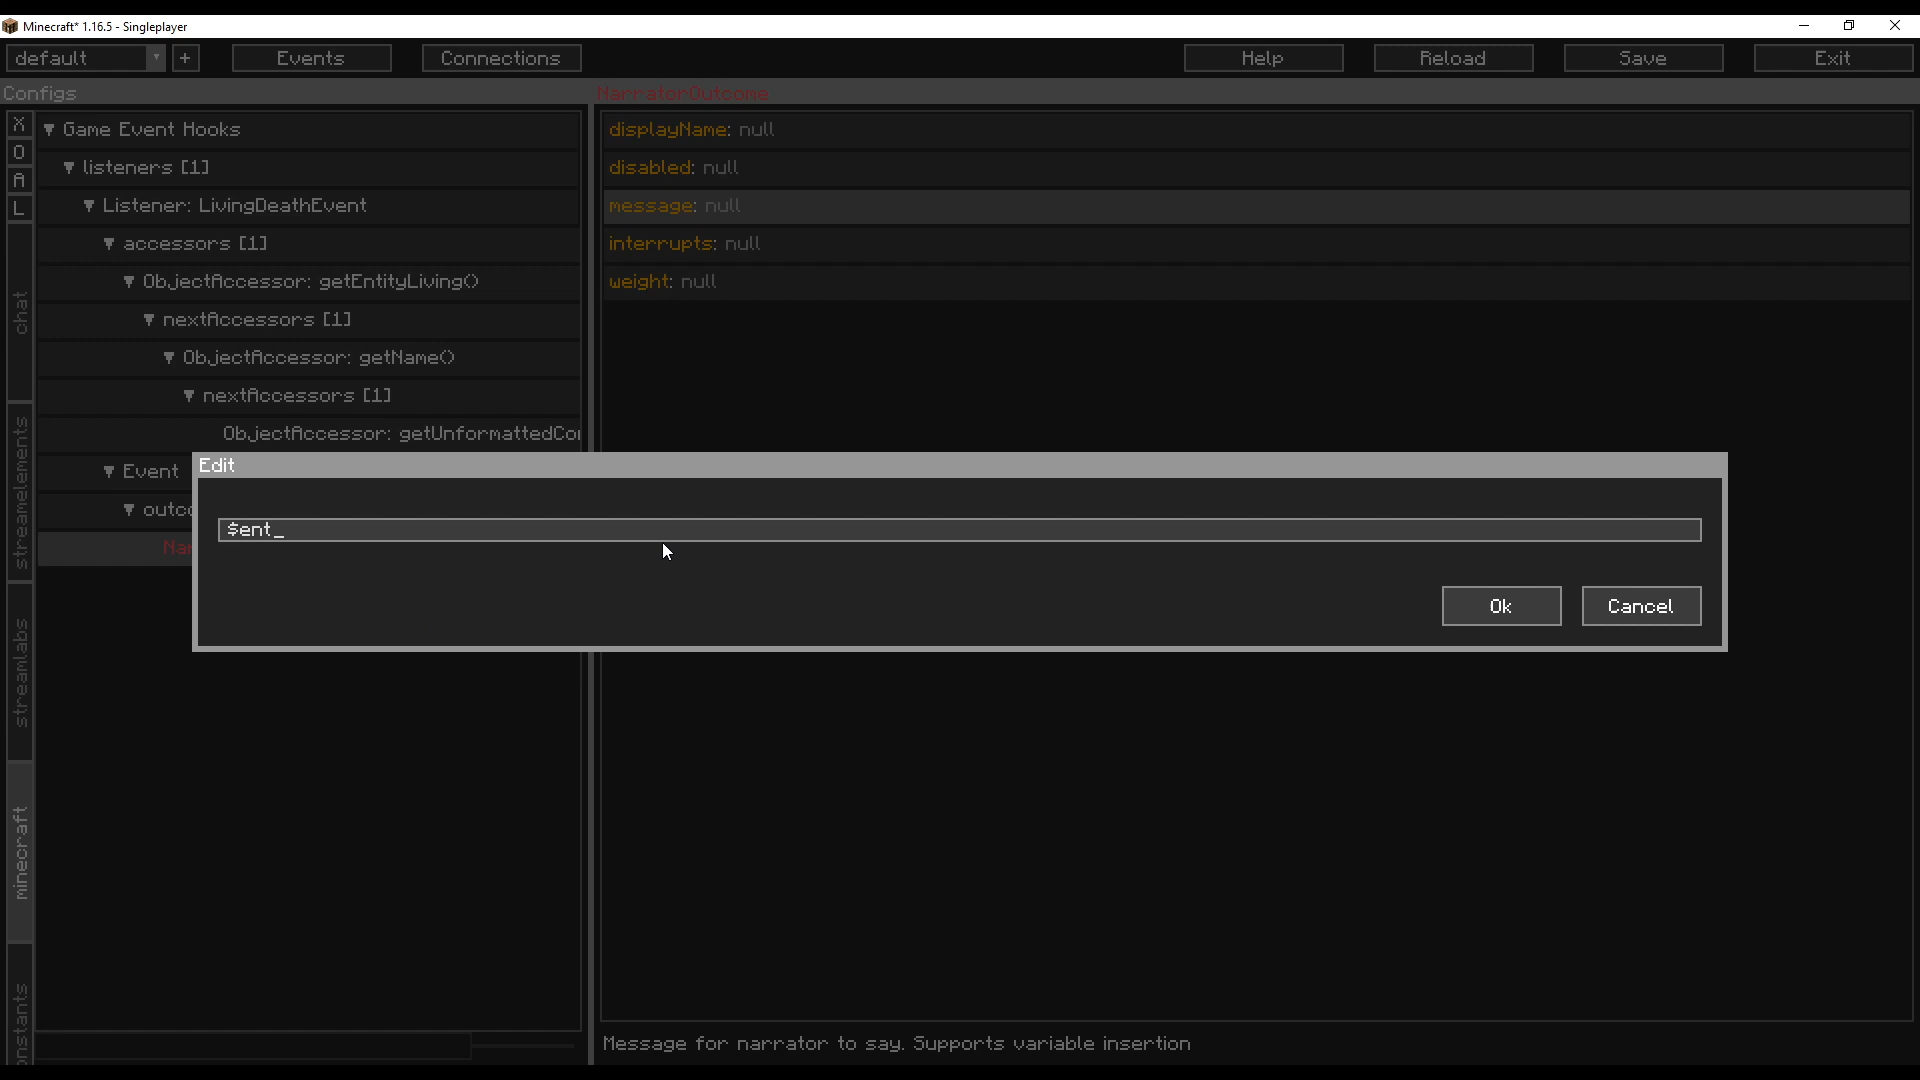 Minecraft* 1.16.5 - Singleplayer
default + Events Connections Help Reload Save Exit
Configs
NarratorOutcome
X
O
A
L
chat
streamelements
streamlabs
minecraft
onstants
Game Event Hooks
listeners [1]
Listener: LivingDeathEvent
accessors [1]
ObjectAccessor: getEntityLiving()
nextAccessors [1]
ObjectAccessor: getName()
nextAccessors [1]
ObjectAccessor: getUnformattedCo
Event
outco
Nar
displayName: null
disabled: null
message: null
interrupts: null
weight: null
Edit
$ent_
Ok Cancel
Message for narrator to say. Supports variable insertion